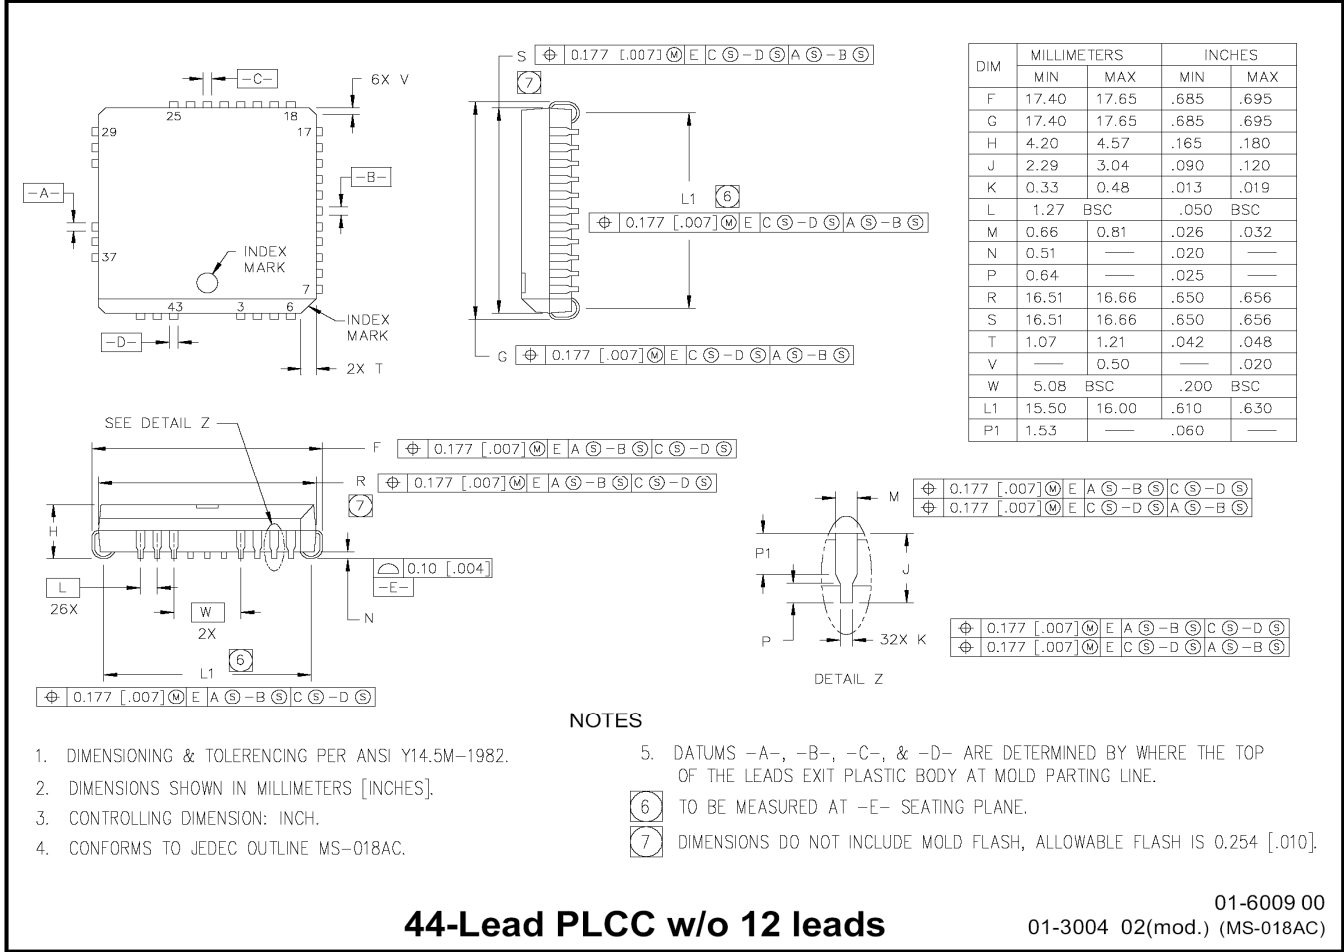 -C-
6X V
25
18
29
17
-A-
-B-
37
INDEX
MARK
7
43
3
6
INDEX
MARK
-D-
2X T
S ⌖ 0.177 [.007] Ⓜ E C Ⓢ -D Ⓢ A Ⓢ -B Ⓢ
7
L1 6
⌖ 0.177 [.007] Ⓜ E C Ⓢ -D Ⓢ A Ⓢ -B Ⓢ
G ⌖ 0.177 [.007] Ⓜ E C Ⓢ -D Ⓢ A Ⓢ -B Ⓢ
DIM MILLIMETERS INCHES
MIN MAX MIN MAX
F 17.40 17.65 .685 .695
G 17.40 17.65 .685 .695
H 4.20 4.57 .165 .180
J 2.29 3.04 .090 .120
K 0.33 0.48 .013 .019
L 1.27 BSC .050 BSC
M 0.66 0.81 .026 .032
N 0.51 — .020 —
P 0.64 — .025 —
R 16.51 16.66 .650 .656
S 16.51 16.66 .650 .656
T 1.07 1.21 .042 .048
V — 0.50 — .020
W 5.08 BSC .200 BSC
L1 15.50 16.00 .610 .630
P1 1.53 — .060 —
SEE DETAIL Z
F ⌖ 0.177 [.007] Ⓜ E A Ⓢ -B Ⓢ C Ⓢ -D Ⓢ
R ⌖ 0.177 [.007] Ⓜ E A Ⓢ -B Ⓢ C Ⓢ -D Ⓢ
7
H
⌓ 0.10 [.004]
-E-
L
26X
W
2X
N
L1 6
⌖ 0.177 [.007] Ⓜ E A Ⓢ -B Ⓢ C Ⓢ -D Ⓢ
M ⌖ 0.177 [.007] Ⓜ E A Ⓢ -B Ⓢ C Ⓢ -D Ⓢ
⌖ 0.177 [.007] Ⓜ E C Ⓢ -D Ⓢ A Ⓢ -B Ⓢ
P1
J
P
32X K
⌖ 0.177 [.007] Ⓜ E A Ⓢ -B Ⓢ C Ⓢ -D Ⓢ
⌖ 0.177 [.007] Ⓜ E C Ⓢ -D Ⓢ A Ⓢ -B Ⓢ
DETAIL Z
NOTES
1. DIMENSIONING & TOLERENCING PER ANSI Y14.5M-1982.
2. DIMENSIONS SHOWN IN MILLIMETERS [INCHES].
3. CONTROLLING DIMENSION: INCH.
4. CONFORMS TO JEDEC OUTLINE MS-018AC.
5. DATUMS -A-, -B-, -C-, & -D- ARE DETERMINED BY WHERE THE TOP
OF THE LEADS EXIT PLASTIC BODY AT MOLD PARTING LINE.
6 TO BE MEASURED AT -E- SEATING PLANE.
7 DIMENSIONS DO NOT INCLUDE MOLD FLASH, ALLOWABLE FLASH IS 0.254 [.010].
44-Lead PLCC w/o 12 leads
01-6009 00
01-3004 02(mod.) (MS-018AC)